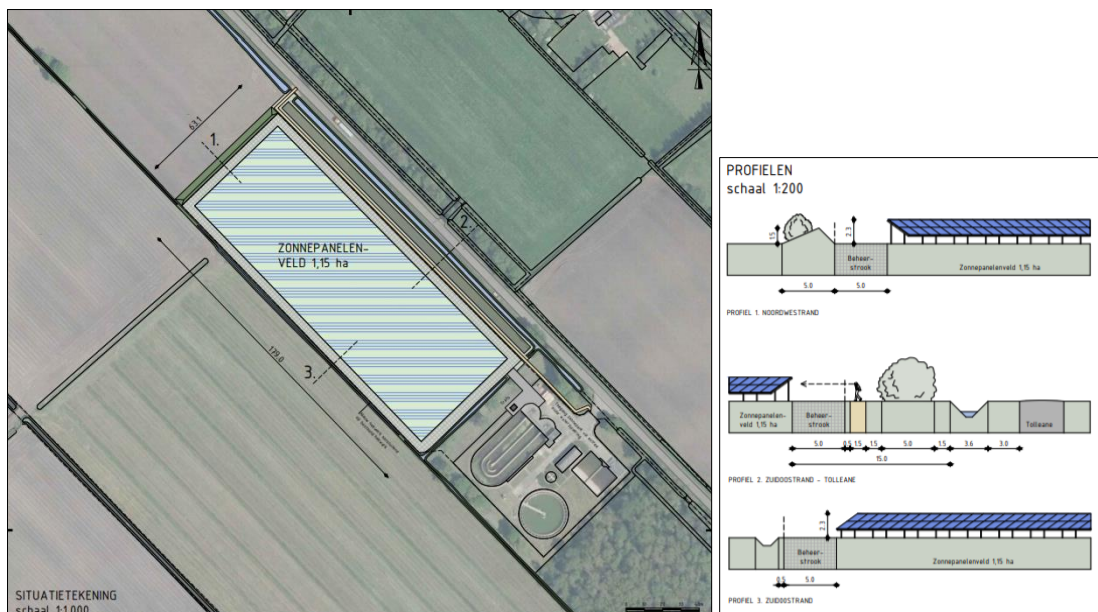 63.1
1.
2.
ZONNEPANELEN-
VELD 1,15 ha
3.
179.0
SITUATIETEKENING
schaal 1:1.000
PROFIELEN
schaal 1:200
1.5
2.3
Beheer-
strook
Zonnepanelenveld 1,15 ha
5.0
5.0
PROFIEL 1. NOORDWESTRAND
Zonnepanelen-
veld 1,15 ha
Beheer-
strook
Tolleane
5.0
0.5
1.5
1.5
5.0
1.5
3.6
3.0
15.0
PROFIEL 2. ZUIDOOSTRAND - TOLLEANE
2.3
Beheer-
strook
Zonnepanelenveld 1,15 ha
0.5
5.0
PROFIEL 3. ZUIDOOSTRAND